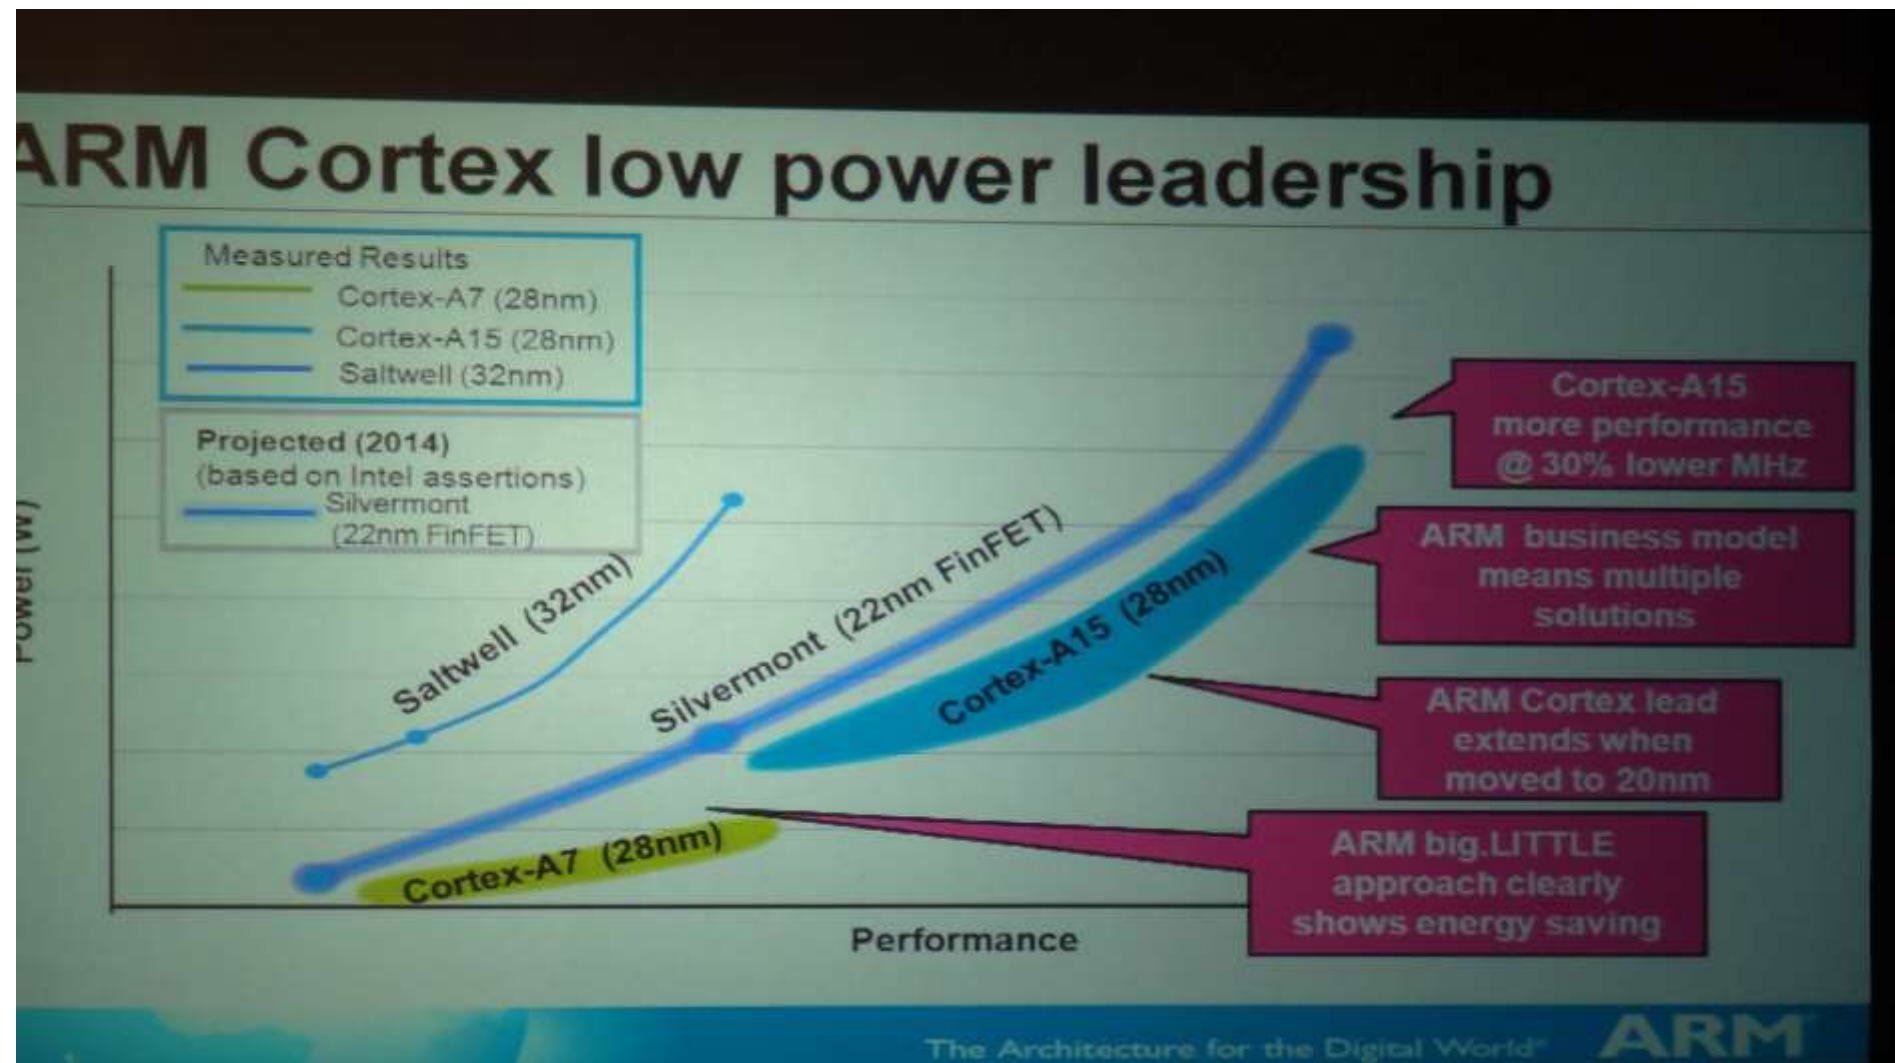 ARM Cortex low power leadership
Measured Results
Cortex-A7 (28nm)
Cortex-A15 (28nm)
Saltwell (32nm)
Projected (2014)
(based on Intel assertions)
Silvermont
(22nm FinFET)
Power (W)
Saltwell (32nm)
Silvermont (22nm FinFET)
Cortex-A15 (28nm)
Cortex-A7 (28nm)
Performance
Cortex-A15
more performance
@ 30% lower MHz
ARM business model
means multiple
solutions
ARM Cortex lead
extends when
moved to 20nm
ARM big.LITTLE
approach clearly
shows energy saving
The Architecture for the Digital World®
ARM